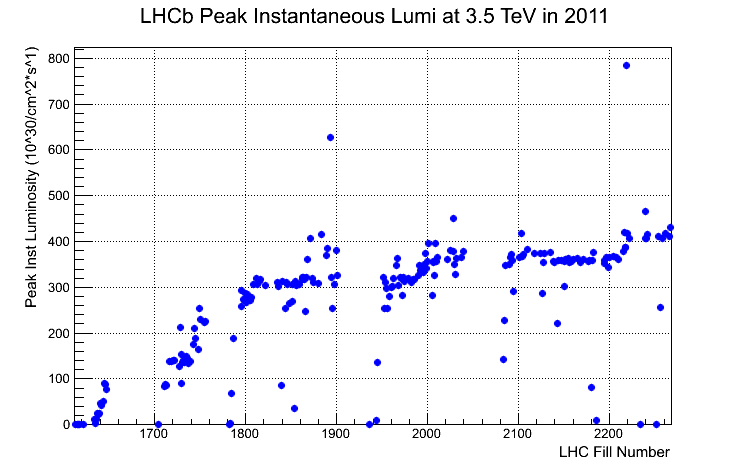 LHCb Peak Instantaneous Lumi at 3.5 TeV in 2011
Peak Inst Luminosity (10^30/cm^2*s^1)
800
700
600
500
400
300
200
100
0
1700 1800 1900 2000 2100 2200
LHC Fill Number